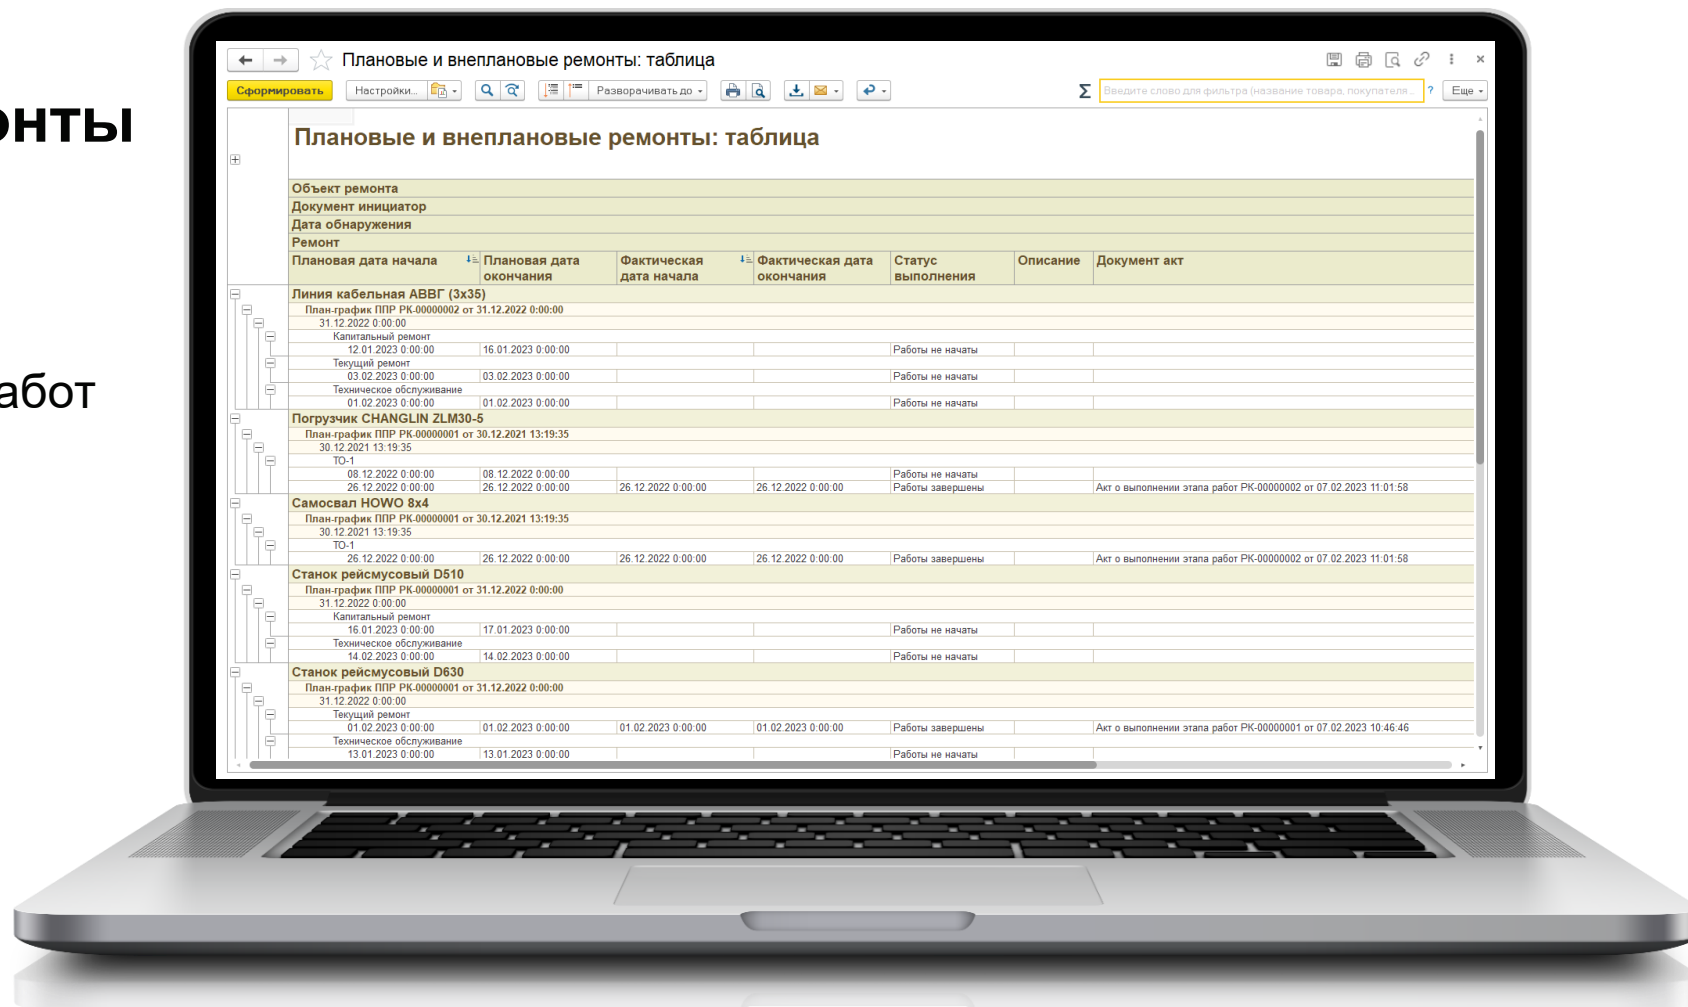 онты
абот
Плановые и внеплановые ремонты: таблица
Сформировать Настройки... Разворачивать до Σ Введите слово для фильтра (название товара, покупателя .. ? Еще
Плановые и внеплановые ремонты: таблица
Объект ремонта
Документ инициатор
Дата обнаружения
Ремонт
Плановая дата начала Плановая дата окончания Фактическая дата начала Фактическая дата окончания Статус выполнения Описание Документ акт
Линия кабельная АВВГ (3х35)
План-график ППР РК-00000002 от 31.12.2022 0:00:00
31.12.2022 0:00:00
Капитальный ремонт
12.01.2023 0:00:00 16.01.2023 0:00:00 Работы не начаты
Текущий ремонт
03.02.2023 0:00:00 03.02.2023 0:00:00 Работы не начаты
Техническое обслуживание
01.02.2023 0:00:00 01.02.2023 0:00:00 Работы не начаты
Погрузчик CHANGLIN ZLM30-5
План-график ППР РК-00000001 от 30.12.2021 13:19:35
30.12.2021 13:19:35
ТО-1
08.12.2022 0:00:00 08.12.2022 0:00:00 Работы не начаты
26.12.2022 0:00:00 26.12.2022 0:00:00 26.12.2022 0:00:00 26.12.2022 0:00:00 Работы завершены Акт о выполнении этапа работ РК-00000002 от 07.02.2023 11:01:58
Самосвал HOWO 8x4
План-график ППР РК-00000001 от 30.12.2021 13:19:35
30.12.2021 13:19:35
ТО-1
26.12.2022 0:00:00 26.12.2022 0:00:00 26.12.2022 0:00:00 26.12.2022 0:00:00 Работы завершены Акт о выполнении этапа работ РК-00000002 от 07.02.2023 11:01:58
Станок рейсмусовый D510
План-график ППР РК-00000001 от 31.12.2022 0:00:00
31.12.2022 0:00:00
Капитальный ремонт
16.01.2023 0:00:00 17.01.2023 0:00:00 Работы не начаты
Техническое обслуживание
14.02.2023 0:00:00 14.02.2023 0:00:00 Работы не начаты
Станок рейсмусовый D630
План-график ППР РК-00000001 от 31.12.2022 0:00:00
31.12.2022 0:00:00
Текущий ремонт
01.02.2023 0:00:00 01.02.2023 0:00:00 01.02.2023 0:00:00 01.02.2023 0:00:00 Работы завершены Акт о выполнении этапа работ РК-00000001 от 07.02.2023 10:46:46
Техническое обслуживание
13.01.2023 0:00:00 13.01.2023 0:00:00 Работы не начаты